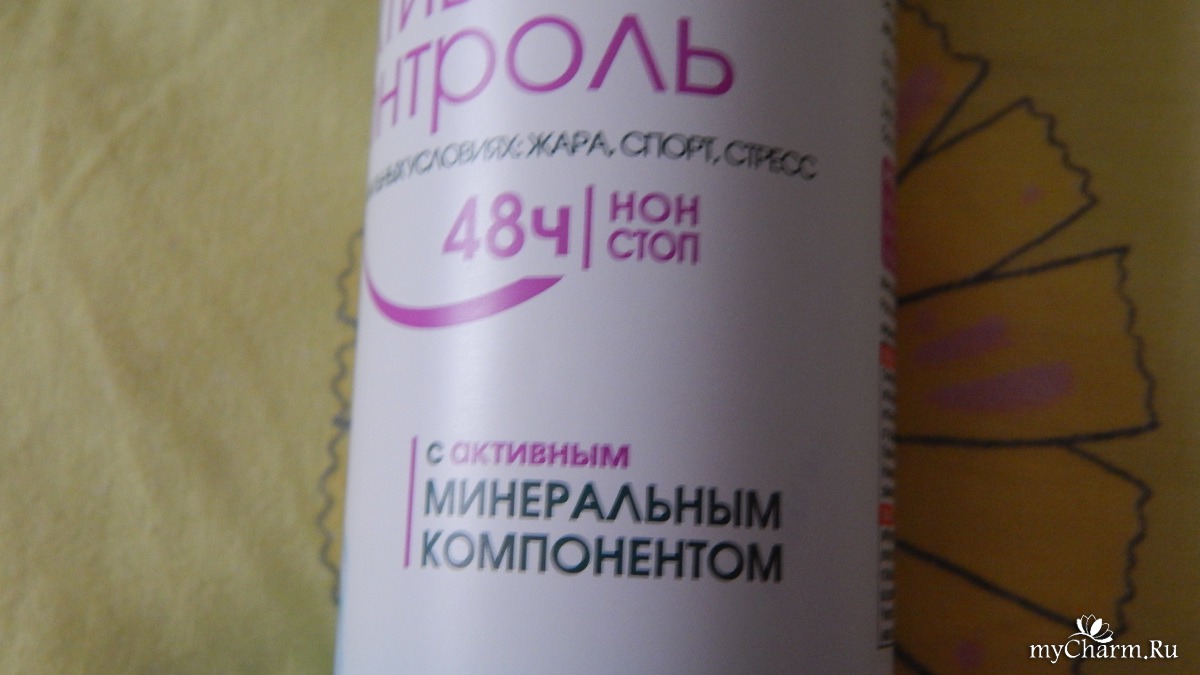 нтроль
УСЛОВИЯХ: ЖАРА, СПОРТ, СТРЕСС
48ч НОН
СТОП
с активным
МИНЕРАЛЬНЫМ
КОМПОНЕНТОМ
myCharm.Ru